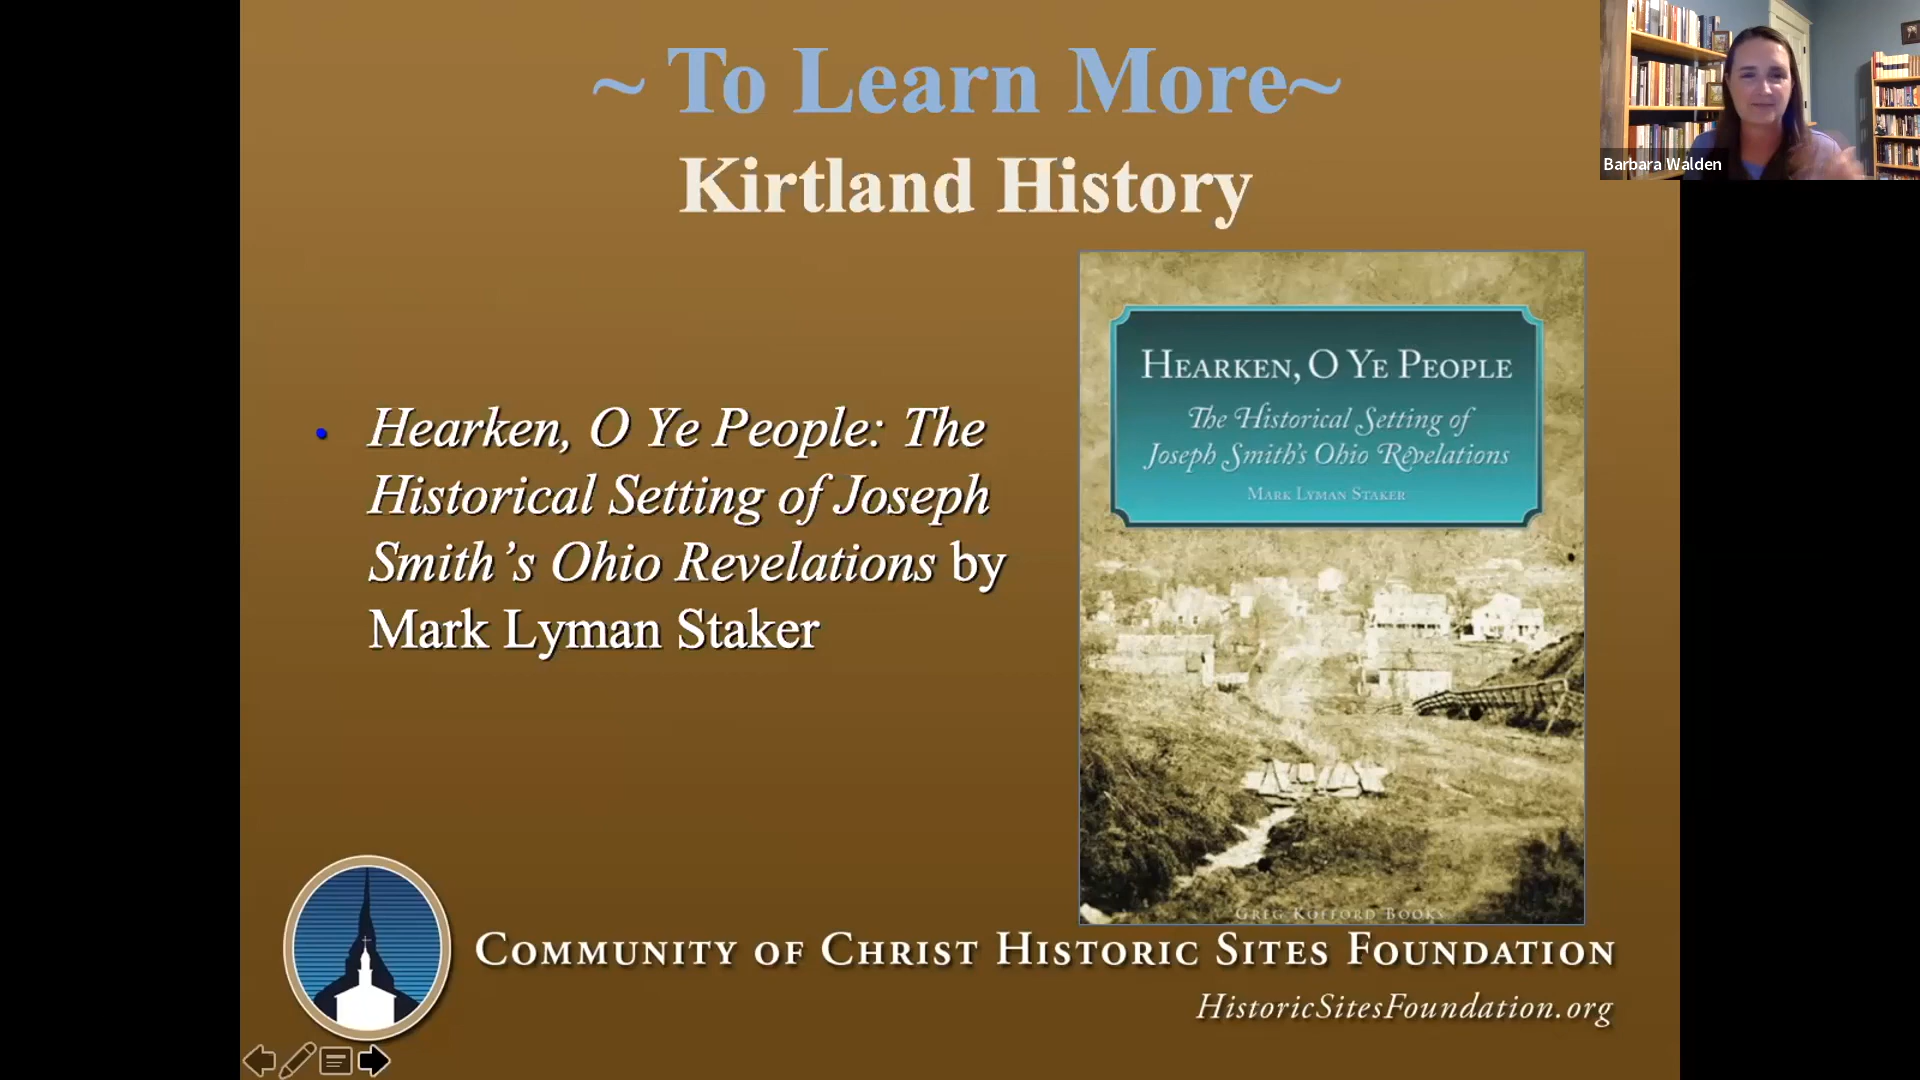 ~ To Learn More~
Kirtland History
Barbara Walden
• Hearken, O Ye People: The
Historical Setting of Joseph
Smith’s Ohio Revelations by
Mark Lyman Staker
HEARKEN, O YE PEOPLE
The Historical Setting of
Joseph Smith's Ohio Revelations
MARK LYMAN STAKER
GREG KOFFORD BOOKS
COMMUNITY OF CHRIST HISTORIC SITES FOUNDATION
HistoricSitesFoundation.org